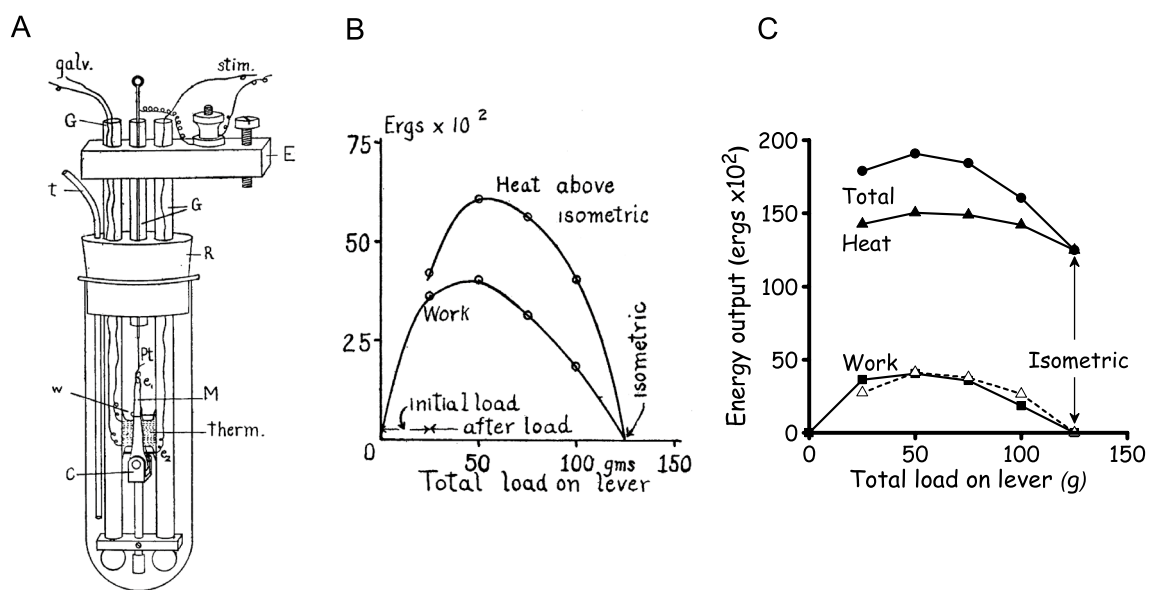 A
galv.
stim.
G
E
t
G
R
Pt
e1
w
M
Therm.
e2
C
B
Ergs x 10 2
75
50
25
0
Heat above
isometric
Work
initial load
after load
isometric
50
100 gms
150
Total load on lever
C
Energy output (ergs x102)
200
150
100
50
0
Total
Heat
Work
Isometric
0
50
100
150
Total load on lever (g)